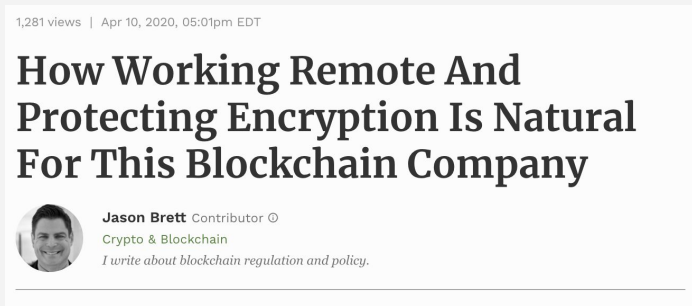 1,281 views | Apr 10, 2020, 05:01pm EDT
How Working Remote And
Protecting Encryption Is Natural
For This Blockchain Company
Jason Brett Contributor ⓘ
Crypto & Blockchain
I write about blockchain regulation and policy.